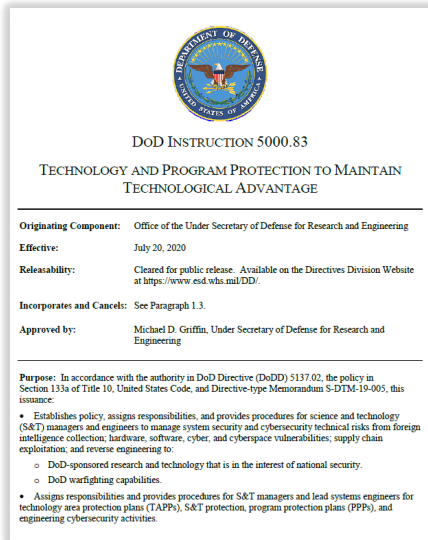 DEPARTMENT OF DEFENSE
UNITED STATES OF AMERICA
DOD INSTRUCTION 5000.83
TECHNOLOGY AND PROGRAM PROTECTION TO MAINTAIN
TECHNOLOGICAL ADVANTAGE
Originating Component: Office of the Under Secretary of Defense for Research and Engineering
Effective: July 20, 2020
Releasability: Cleared for public release. Available on the Directives Division Website
at https://www.esd.whs.mil/DD/.
Incorporates and Cancels: See Paragraph 1.3.
Approved by: Michael D. Griffin, Under Secretary of Defense for Research and
Engineering
Purpose: In accordance with the authority in DoD Directive (DoDD) 5137.02, the policy in
Section 133a of Title 10, United States Code, and Directive-type Memorandum S-DTM-19-005, this
issuance:
• Establishes policy, assigns responsibilities, and provides procedures for science and technology
(S&T) managers and engineers to manage system security and cybersecurity technical risks from foreign
intelligence collection; hardware, software, cyber, and cyberspace vulnerabilities; supply chain
exploitation; and reverse engineering to:
o DoD-sponsored research and technology that is in the interest of national security.
o DoD warfighting capabilities.
• Assigns responsibilities and provides procedures for S&T managers and lead systems engineers for
technology area protection plans (TAPPs), S&T protection, program protection plans (PPPs), and
engineering cybersecurity activities.